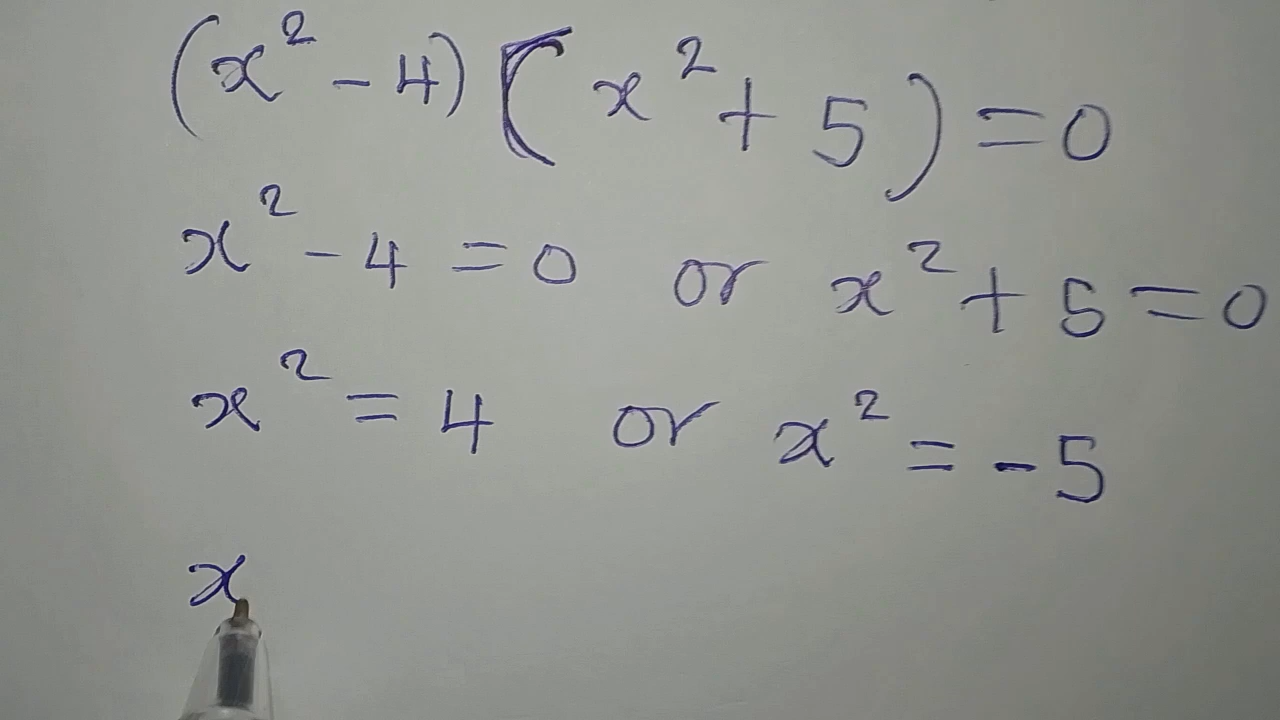 (x² - 4)(x² + 5) = 0
x² - 4 = 0 or x² + 5 = 0
x² = 4 or x² = -5
x